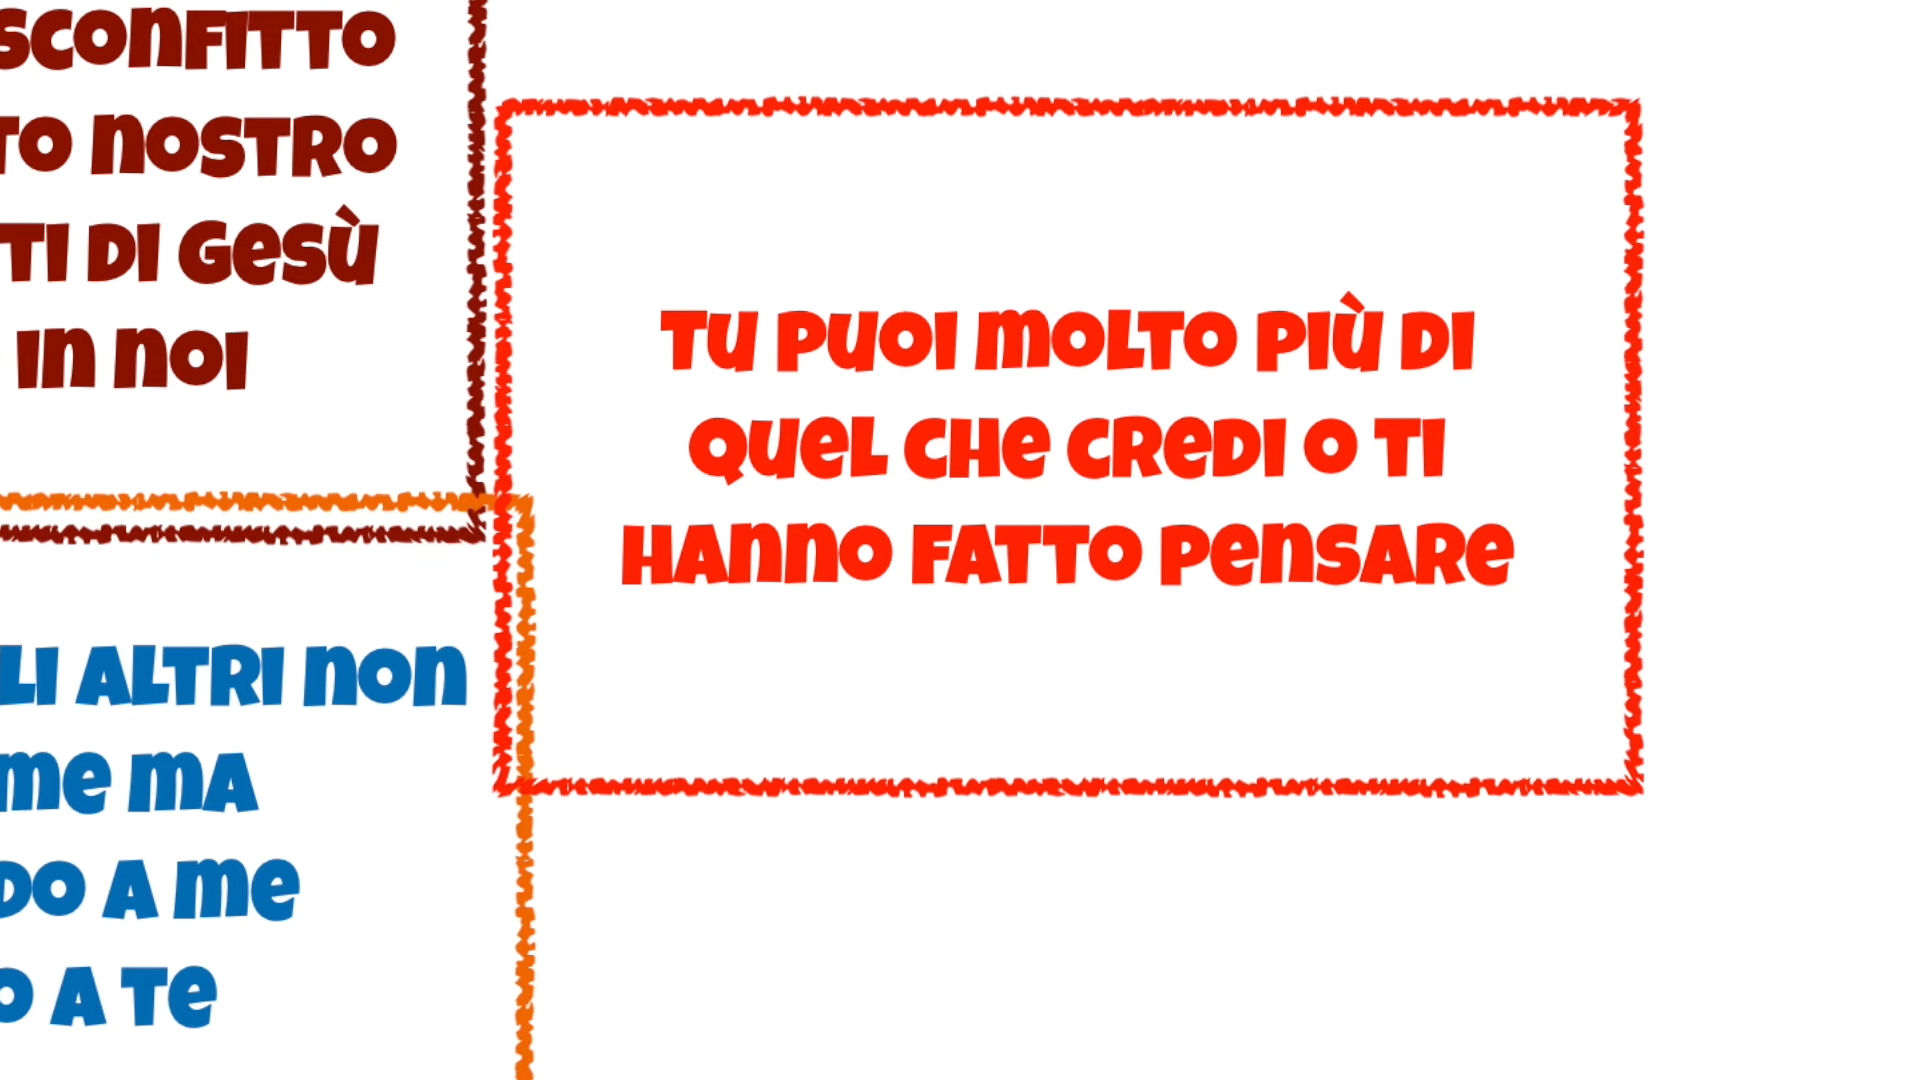 sconfitto
to nostro
ti di Gesù
in noi
Tu puoi molto più di
quel che credi o ti
hanno fatto pensare
li altri non
me ma
do a me
o a te